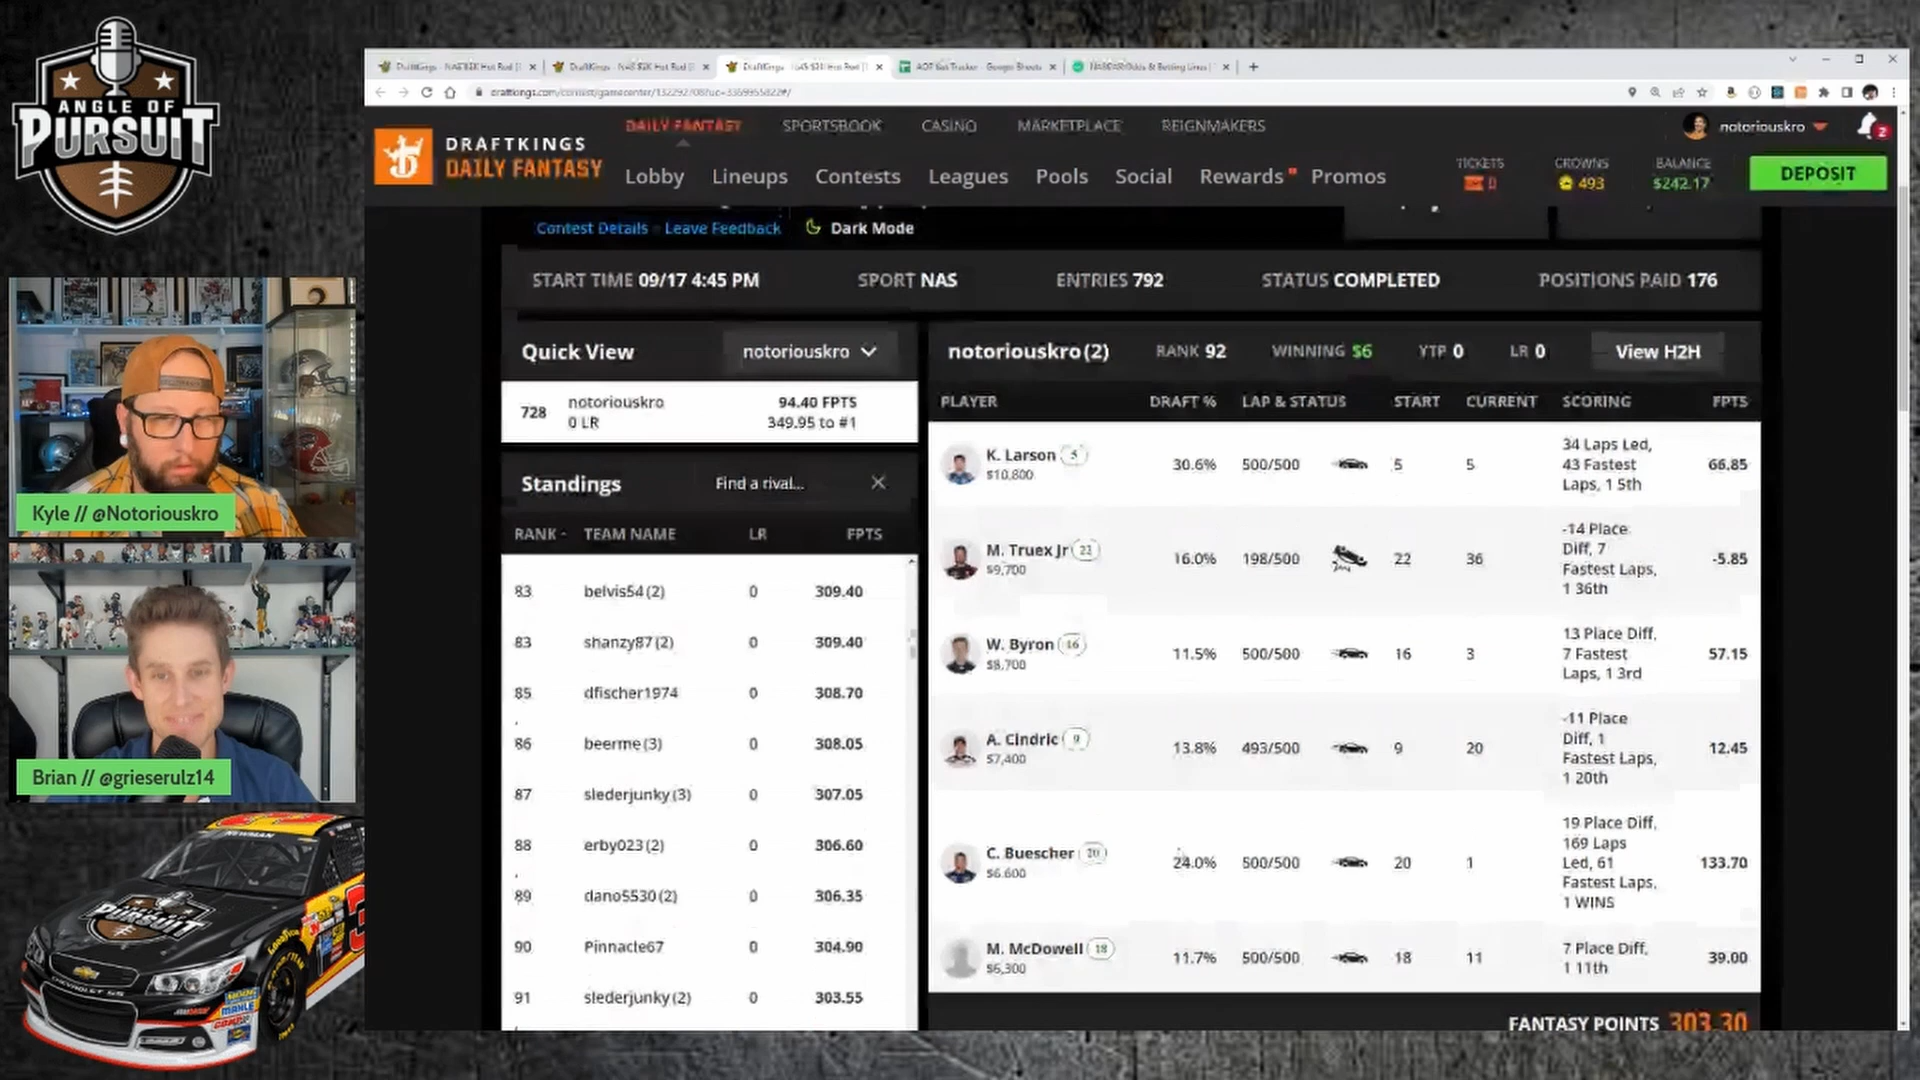 ANGLE OF
PURSUIT
Kyle // @Notoriouskro
Brian // @grieserulz14
NEWMAN
ANGLE OF
PURSUIT
DRAFTKINGS
DAILY FANTASY
DAILY FANTASY SPORTSBOOK CASINO MARKETPLACE REIGNMAKERS
Lobby Lineups Contests Leagues Pools Social Rewards Promos
notoriouskro 2
TICKETS CROWNS BALANCE
0 493 $242.17
DEPOSIT
Contest Details Leave Feedback Dark Mode
START TIME 09/17 4:45 PM SPORT NAS ENTRIES 792 STATUS COMPLETED POSITIONS PAID 176
Quick View notoriouskro
728 notoriouskro 94.40 FPTS
0 LR 349.95 to #1
Standings Find a rival...
RANK TEAM NAME LR FPTS
83 belvis54 (2) 0 309.40
83 shanzy87 (2) 0 309.40
85 dfischer1974 0 308.70
86 beerme (3) 0 308.05
87 slederjunky (3) 0 307.05
88 erby023 (2) 0 306.60
89 dano5530 (2) 0 306.35
90 Pinnacle67 0 304.90
91 slederjunky (2) 0 303.55
notoriouskro (2) RANK 92 WINNING $6 YTP 0 LR 0 View H2H
PLAYER DRAFT % LAP & STATUS START CURRENT SCORING FPTS
K. Larson 5 $10,800 30.6% 500/500 5 5 34 Laps Led, 43 Fastest Laps, 1 5th 66.85
M. Truex Jr 22 $9,700 16.0% 198/500 22 36 -14 Place Diff, 7 Fastest Laps, 1 36th -5.85
W. Byron 16 $8,700 11.5% 500/500 16 3 13 Place Diff, 7 Fastest Laps, 1 3rd 57.15
A. Cindric 9 $7,400 13.8% 493/500 9 20 -11 Place Diff, 1 Fastest Laps, 1 20th 12.45
C. Buescher 20 $6,600 24.0% 500/500 20 1 19 Place Diff, 169 Laps Led, 61 Fastest Laps, 1 WINS 133.70
M. McDowell 18 $6,300 11.7% 500/500 18 11 7 Place Diff, 1 11th 39.00
FANTASY POINTS 303.30